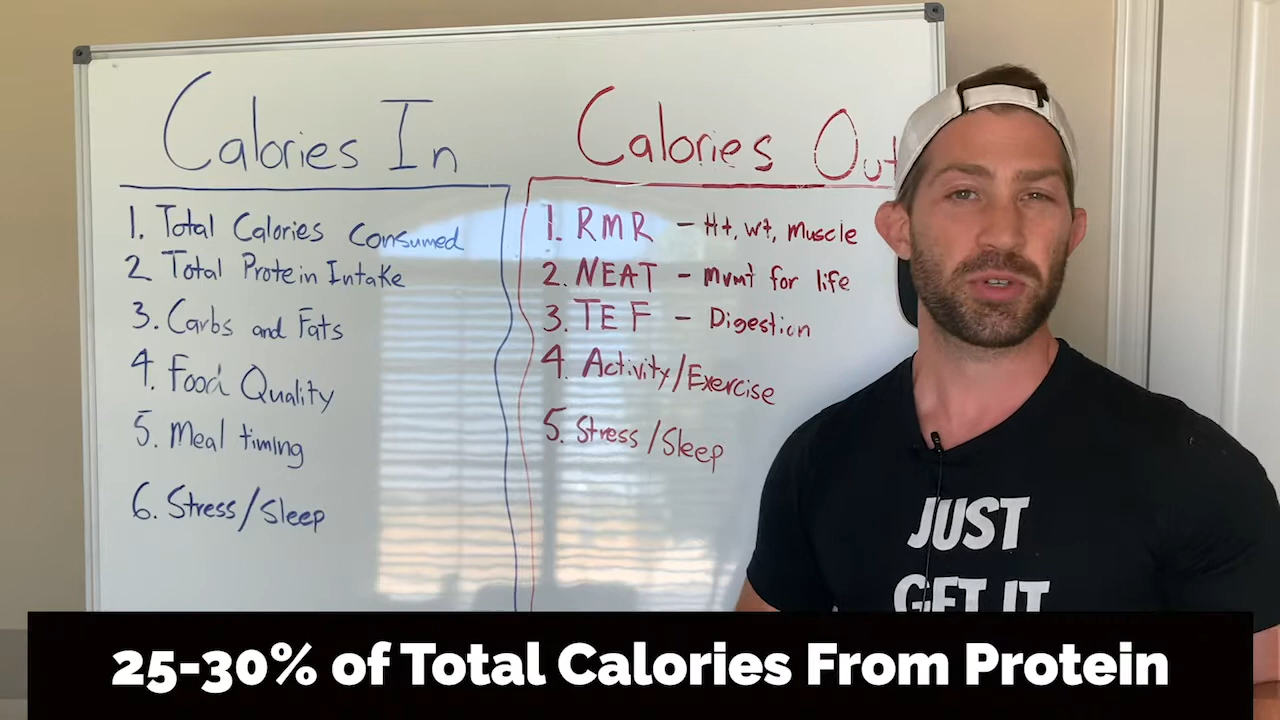 Calories In
1. Total Calories Consumed
2 Total Protein Intake
3. Carbs and Fats
4. Food Quality
5. Meal timing
6. Stress/Sleep
Calories Out
1. RMR - Ht, wt, Muscle
2. NEAT - mvmt for life
3. TEF - Digestion
4. Activity/Exercise
5. Stress/Sleep
JUST
GET IT
25-30% of Total Calories From Protein